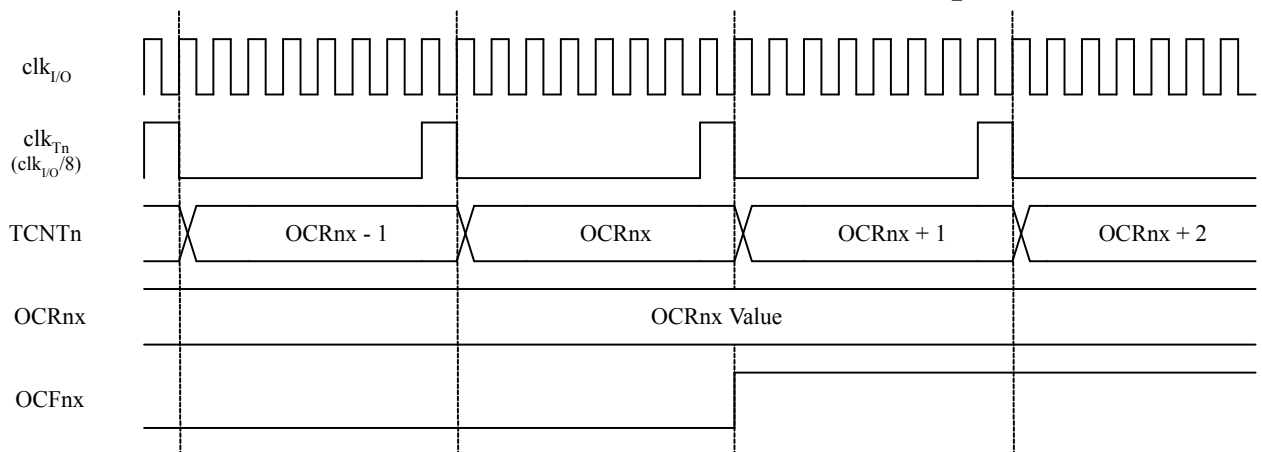 clkI/O
clkTn
(clkI/O/8)
TCNTn
OCRnx - 1
OCRnx
OCRnx + 1
OCRnx + 2
OCRnx
OCRnx Value
OCFnx